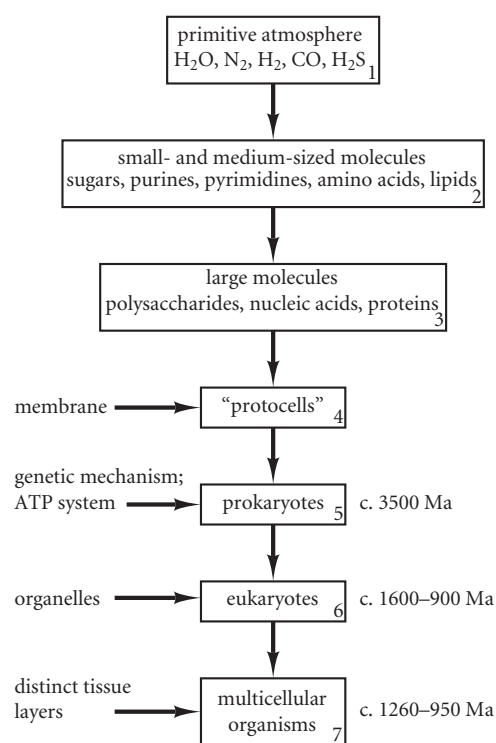 primitive atmosphere
H₂O, N₂, H₂, CO, H₂S
1
small- and medium-sized molecules
sugars, purines, pyrimidines, amino acids, lipids
2
large molecules
polysaccharides, nucleic acids, proteins
3
membrane
“protocells”
4
genetic mechanism;
ATP system
prokaryotes
5
c. 3500 Ma
organelles
eukaryotes
6
c. 1600–900 Ma
distinct tissue
layers
multicellular
organisms
7
c. 1260–950 Ma